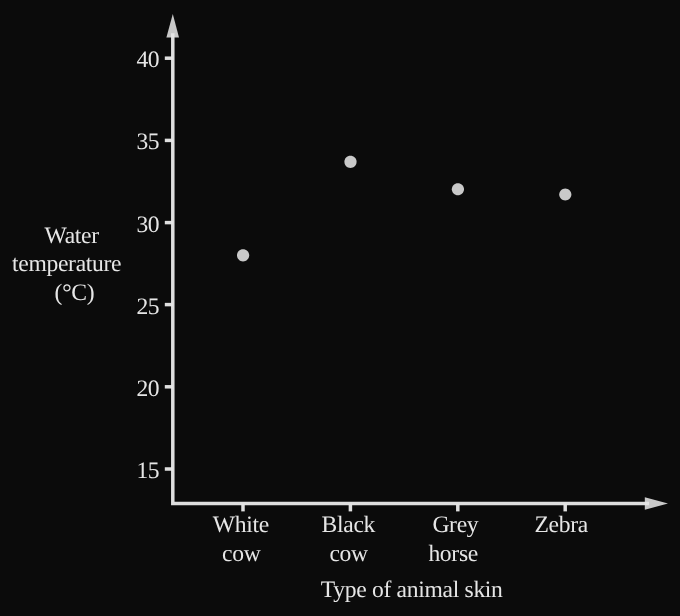 40
35
30
25
20
15
Water
temperature
(°C)
White
cow
Black
cow
Grey
horse
Zebra
Type of animal skin